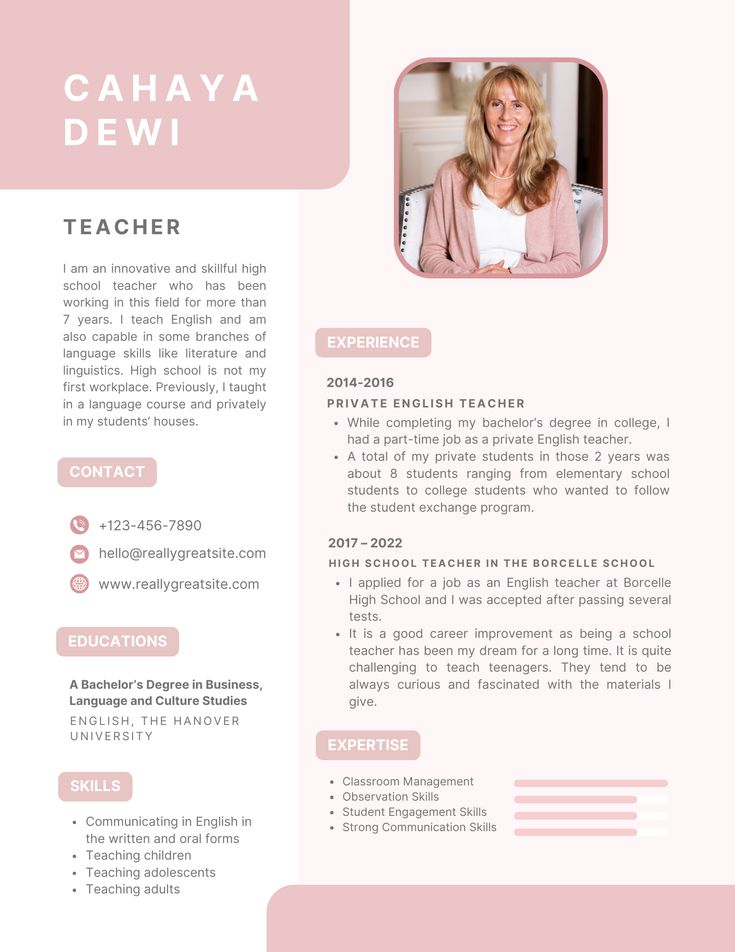 CAHAYA
DEWI
TEACHER
I am an innovative and skillful high
school teacher who has been
working in this field for more than
7 years. I teach English and am
also capable in some branches of
language skills like literature and
linguistics. High school is not my
first workplace. Previously, I taught
in a language course and privately
in my students’ houses.
CONTACT
+123-456-7890
hello@reallygreatsite.com
www.reallygreatsite.com
EDUCATIONS
A Bachelor’s Degree in Business,
Language and Culture Studies
ENGLISH, THE HANOVER
UNIVERSITY
SKILLS
• Communicating in English in
the written and oral forms
• Teaching children
• Teaching adolescents
• Teaching adults
EXPERIENCE
2014-2016
PRIVATE ENGLISH TEACHER
• While completing my bachelor’s degree in college, I
had a part-time job as a private English teacher.
• A total of my private students in those 2 years was
about 8 students ranging from elementary school
students to college students who wanted to follow
the student exchange program.
2017 – 2022
HIGH SCHOOL TEACHER IN THE BORCELLE SCHOOL
• I applied for a job as an English teacher at Borcelle
High School and I was accepted after passing several
tests.
• It is a good career improvement as being a school
teacher has been my dream for a long time. It is quite
challenging to teach teenagers. They tend to be
always curious and fascinated with the materials I
give.
EXPERTISE
• Classroom Management
• Observation Skills
• Student Engagement Skills
• Strong Communication Skills